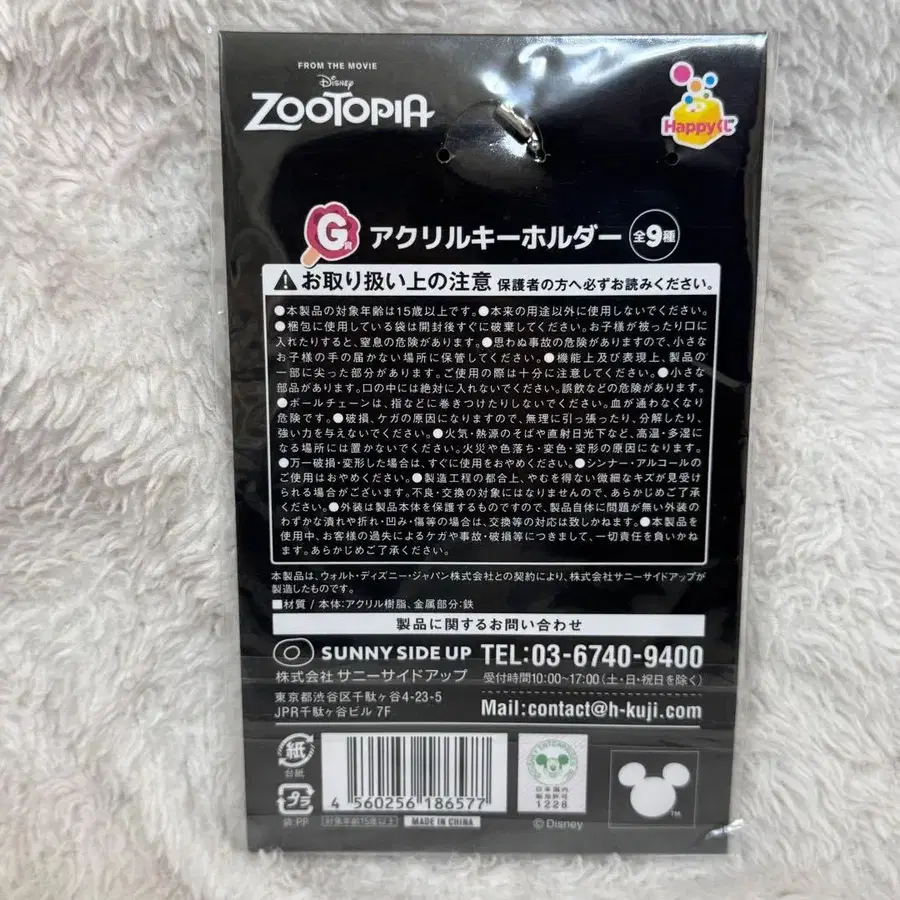 FROM THE MOVIE
Disney
ZOOTOPIA
Happyくじ
G
アクリルキーホルダー 全9種
お取り扱い上の注意 保護者の方へ必ずお読みください。
●本製品の対象年齢は15歳以上です。●本来の用途以外に使用しないでください。
●梱包に使用している袋は開封後すぐに破棄してください。お子様が被ったり口に
入れたりすると、窒息の危険があります。●思わぬ事故の危険がありますので、小さな
お子様の手の届かない場所に保管してください。●機能上及び表現上、製品の
一部に尖った部分があります。ご使用の際は十分に注意してください。●小さな
部品があります。口の中には絶対に入れないでください。誤飲などの危険があります。
●ボールチェーンは、指などに巻きつけたりしないでください。血が通わなくなり
危険です。●破損、ケガの原因になりますので、無理に引っ張ったり、分解したり、
強い力を与えないでください。●火気・熱源のそばや直射日光下など、高温・多湿に
なる場所には置かないでください。火災や色落ち・変色・変形の原因になります。
●万一破損・変形した場合は、すぐに使用をおやめください。●シンナー・アルコールの
ご使用はおやめください。●製造工程の都合上、やむを得ない微細なキズが見受け
られる場合がございます。不良・交換の対象にはなりませんので、あらかじめご了承
ください。●外装は製品本体を保護するものですので、製品自体に問題が無い外装の
わずかな潰れや折れ・凹み・傷等の場合は、交換等の対応は致しかねます。●本製品を
使用中、お客様の過失によるケガや事故・破損等につきまして、一切責任を負いかね
ます。あらかじめご了承ください。
本製品は、ウォルト・ディズニー・ジャパン株式会社との契約により、株式会社サニーサイドアップが
製造したものです。
■材質 / 本体:アクリル樹脂、金属部分:鉄
製品に関するお問い合わせ
SUNNY SIDE UP TEL:03-6740-9400
株式会社 サニーサイドアップ 受付時間10:00~17:00(土・日・祝日を除く)
東京都渋谷区千駄ヶ谷4-23-5
JPR千駄ヶ谷ビル 7F Mail:contact@h-kuji.com
紙
台紙
プラ
袋:PP
4 560256 186577
対象年齢15歳以上 MADE IN CHINA
日本国内
販売許可
1228
©Disney
TM